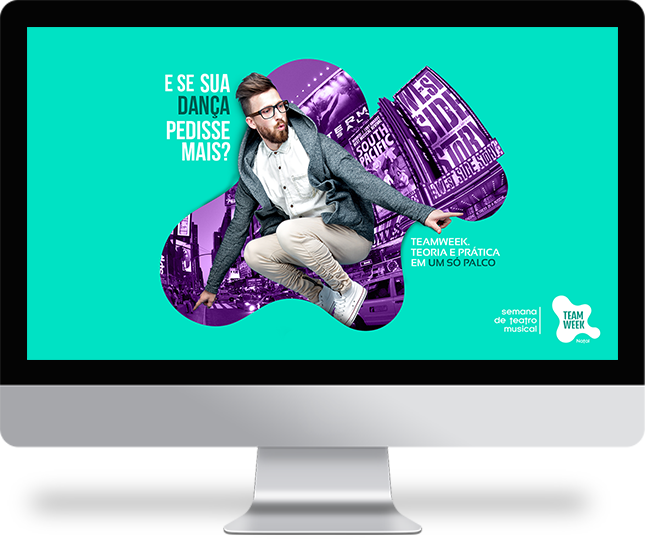 E SE SUA
DANÇA
PEDISSE
MAIS?
TERM
SOUTH
PACIFIC
WEST
SIDE
STORY
WEST SIDE STORY
TEAMWEEK.
TEORIA E PRÁTICA
EM UM SÓ PALCO
semana
de teatro
musical
TEAM
WEEK